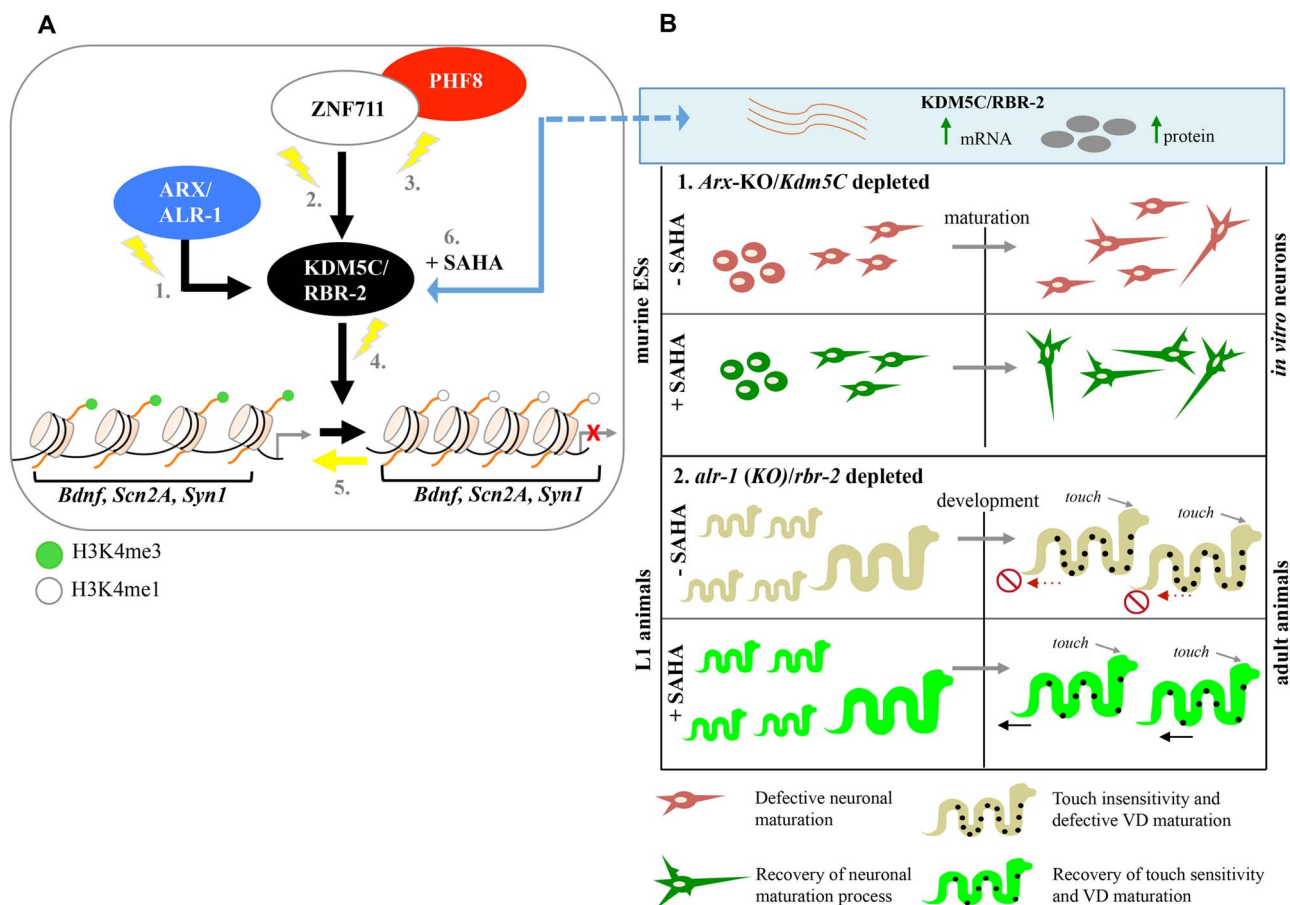 A
PHF8
ZNF711
2.
3.
ARX/
ALR-1
1.
6.
+ SAHA
KDM5C/
RBR-2
4.
X
5.
Bdnf, Scn2A, Syn1
Bdnf, Scn2A, Syn1
H3K4me3
H3K4me1
B
KDM5C/RBR-2
mRNA
protein
murine ESs
in vitro neurons
1. Arx-KO/Kdm5C depleted
maturation
- SAHA
+ SAHA
L1 animals
adult animals
2. alr-1 (KO)/rbr-2 depleted
development
- SAHA
touch
touch
+ SAHA
touch
touch
Defective neuronal
maturation
Touch insensitivity and
defective VD maturation
Recovery of neuronal
maturation process
Recovery of touch sensitivity
and VD maturation